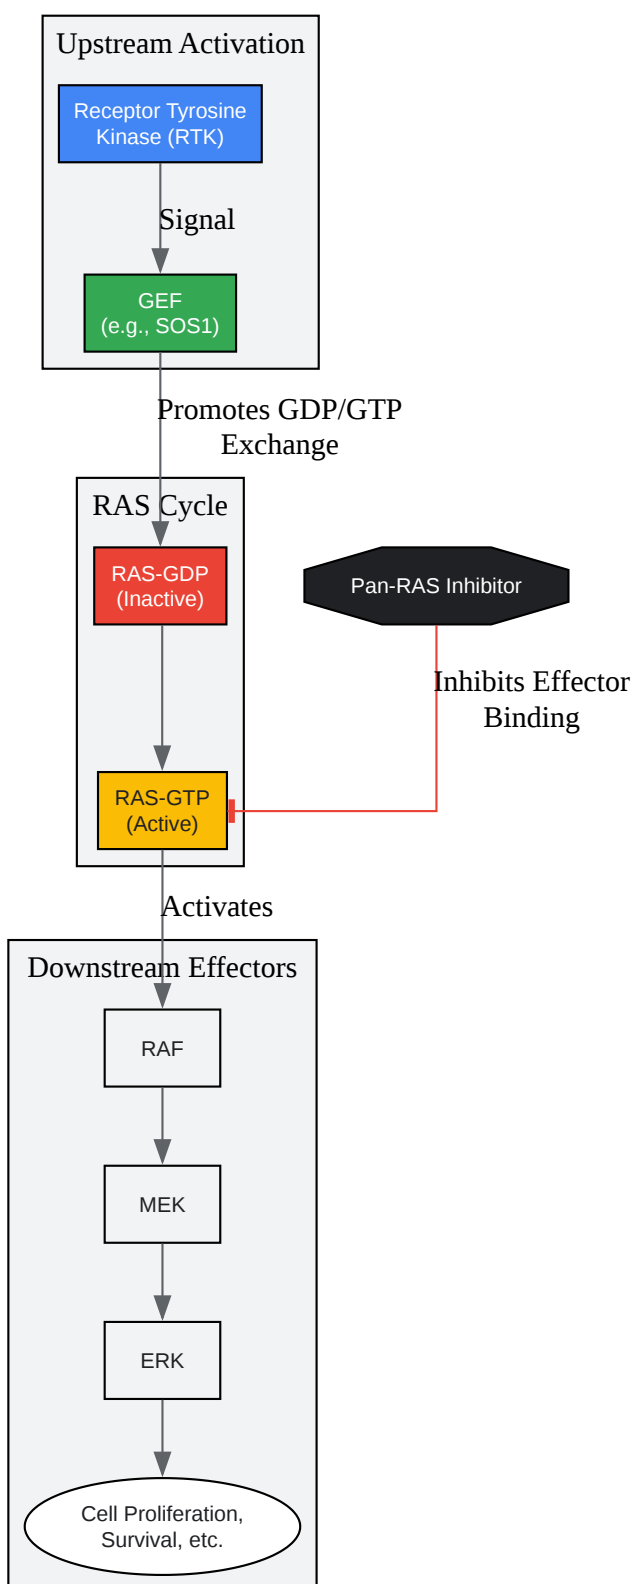 Upstream Activation
Receptor Tyrosine
Kinase (RTK)
Signal
GEF
(e.g., SOS1)
Promotes GDP/GTP
Exchange
RAS Cycle
RAS-GDP
(Inactive)
Pan-RAS Inhibitor
Inhibits Effector
Binding
RAS-GTP
(Active)
Activates
Downstream Effectors
RAF
MEK
ERK
Cell Proliferation,
Survival, etc.